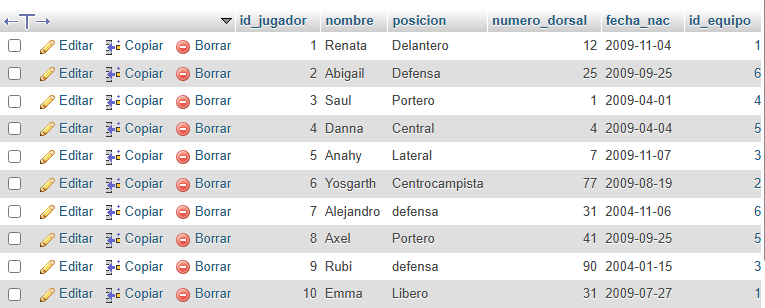 id_jugador nombre posicion numero_dorsal fecha_nac id_equipo
Editar Copiar Borrar 1 Renata Delantero 12 2009-11-04 1
Editar Copiar Borrar 2 Abigail Defensa 25 2009-09-25 6
Editar Copiar Borrar 3 Saul Portero 1 2009-04-01 4
Editar Copiar Borrar 4 Danna Central 4 2009-04-04 5
Editar Copiar Borrar 5 Anahy Lateral 7 2009-11-07 3
Editar Copiar Borrar 6 Yosgarth Centrocampista 77 2009-08-19 2
Editar Copiar Borrar 7 Alejandro defensa 31 2004-11-06 6
Editar Copiar Borrar 8 Axel Portero 41 2009-09-25 5
Editar Copiar Borrar 9 Rubi defensa 90 2004-01-15 3
Editar Copiar Borrar 10 Emma Libero 31 2009-07-27 1